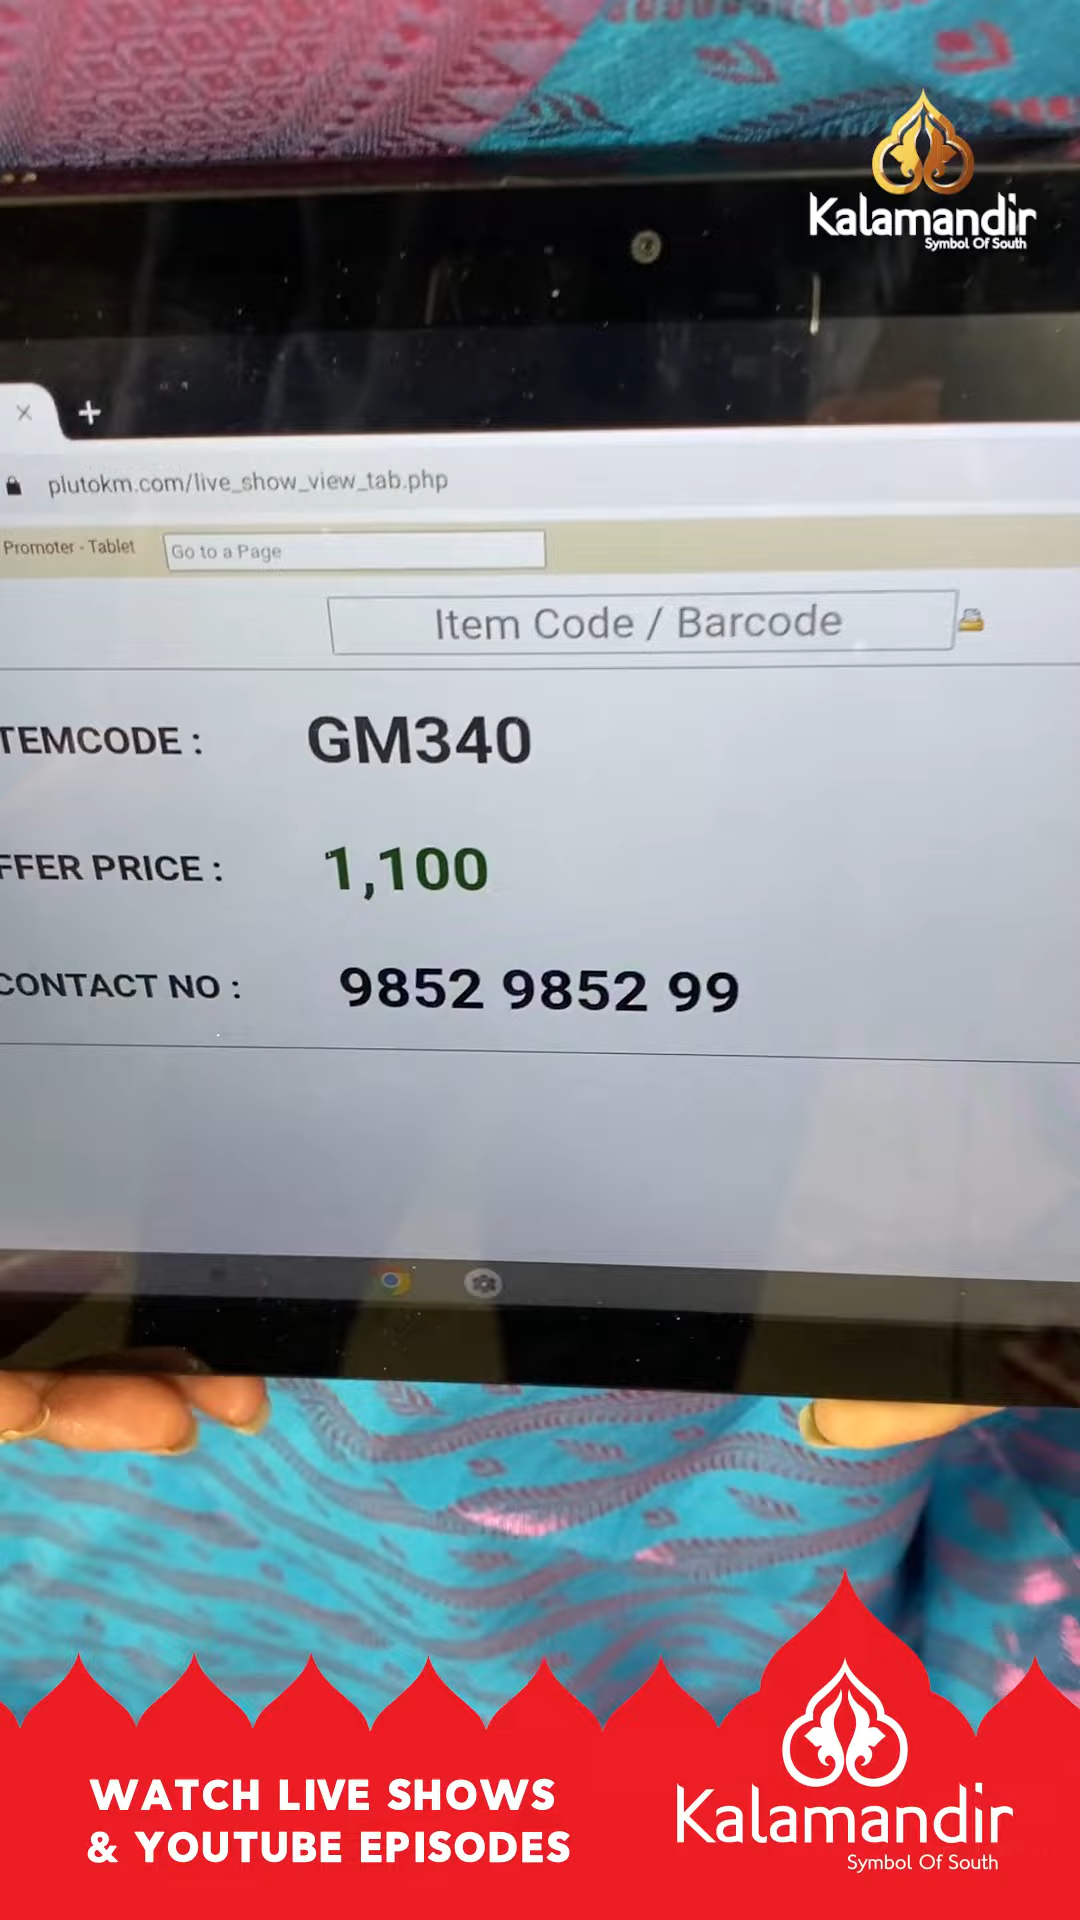 Kalamandir
Symbol Of South
plutokm.com/live_show_view_tab.php
Promoter - Tablet
Go to a Page
Item Code / Barcode
TEMCODE :
GM340
FFER PRICE :
1,100
CONTACT NO :
9852 9852 99
WATCH LIVE SHOWS
& YOUTUBE EPISODES
Kalamandir
Symbol Of South